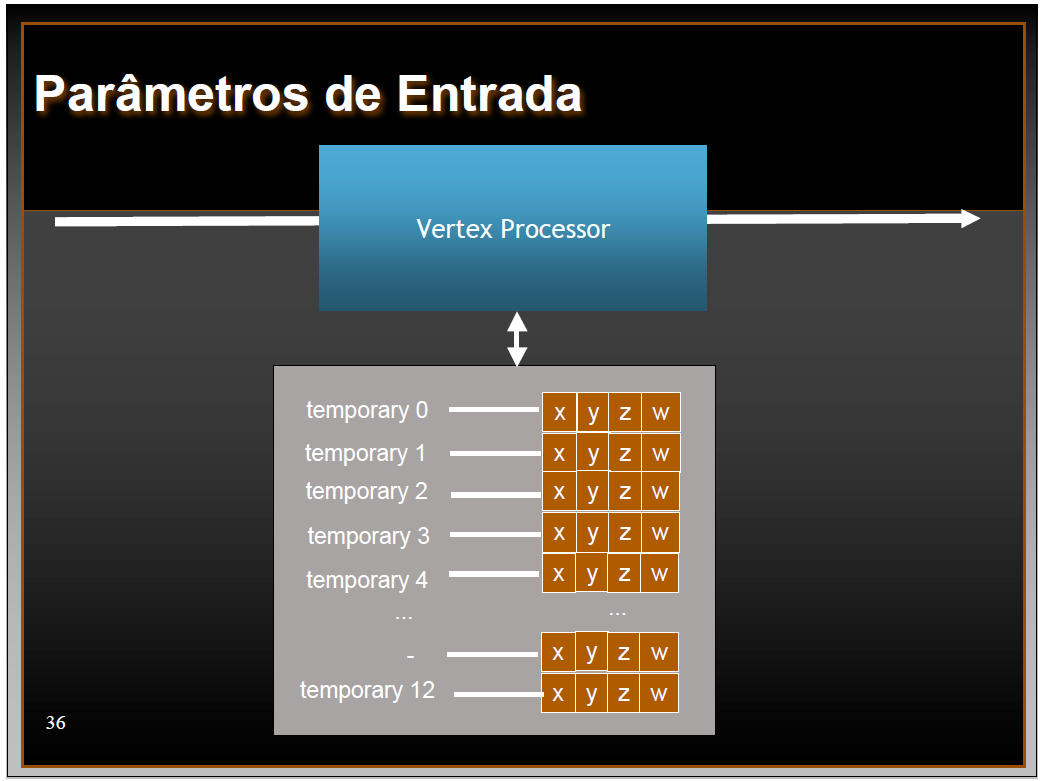 Parâmetros de Entrada
Vertex Processor
temporary 0 x y z w
temporary 1 x y z w
temporary 2 x y z w
temporary 3 x y z w
temporary 4 x y z w
... ...
- x y z w
temporary 12 x y z w
36